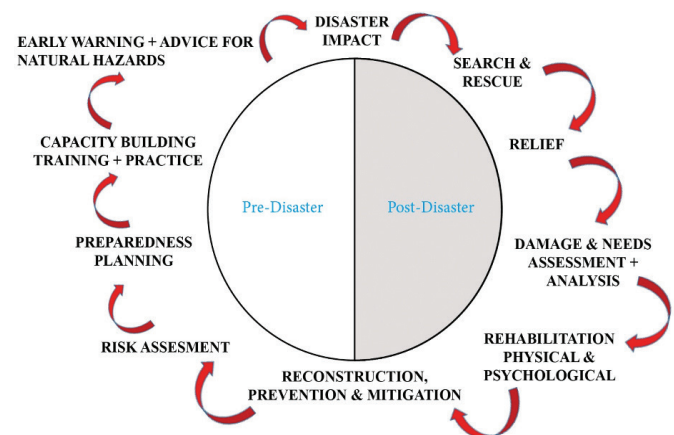 DISASTER
IMPACT
SEARCH &
RESCUE
RELIEF
DAMAGE & NEEDS
ASSESSMENT +
ANALYSIS
REHABILITATION
PHYSICAL &
PSYCHOLOGICAL
RECONSTRUCTION,
PREVENTION & MITIGATION
RISK ASSESMENT
PREPAREDNESS
PLANNING
CAPACITY BUILDING
TRAINING + PRACTICE
EARLY WARNING + ADVICE FOR
NATURAL HAZARDS
Pre-Disaster
Post-Disaster